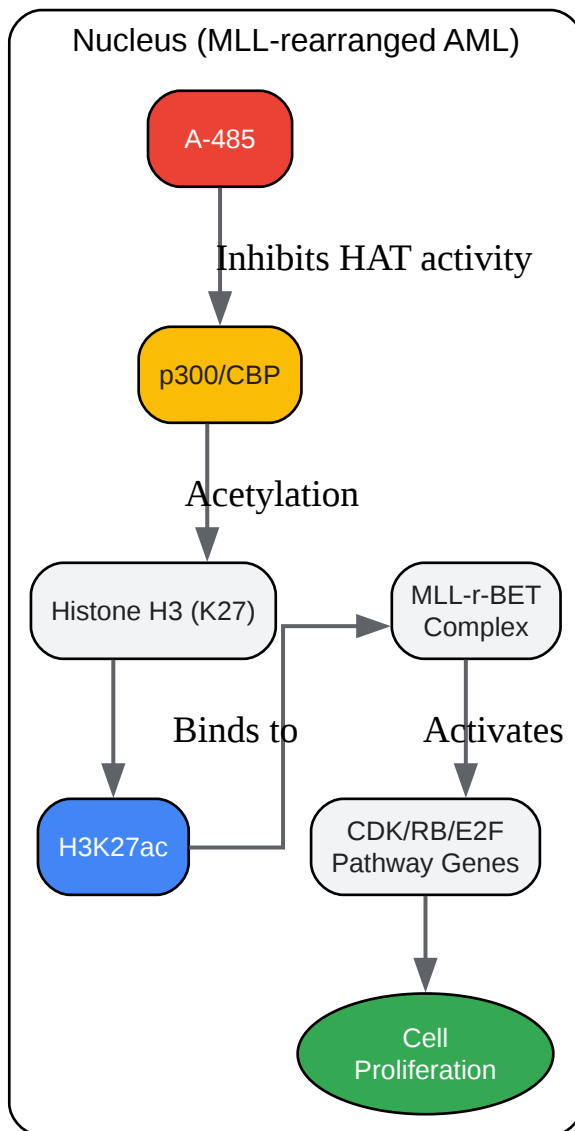 Nucleus (MLL-rearranged AML)
A-485
Inhibits HAT activity
p300/CBP
Acetylation
Histone H3 (K27)
MLL-r-BET
Complex
Binds to
Activates
H3K27ac
CDK/RB/E2F
Pathway Genes
Cell
Proliferation